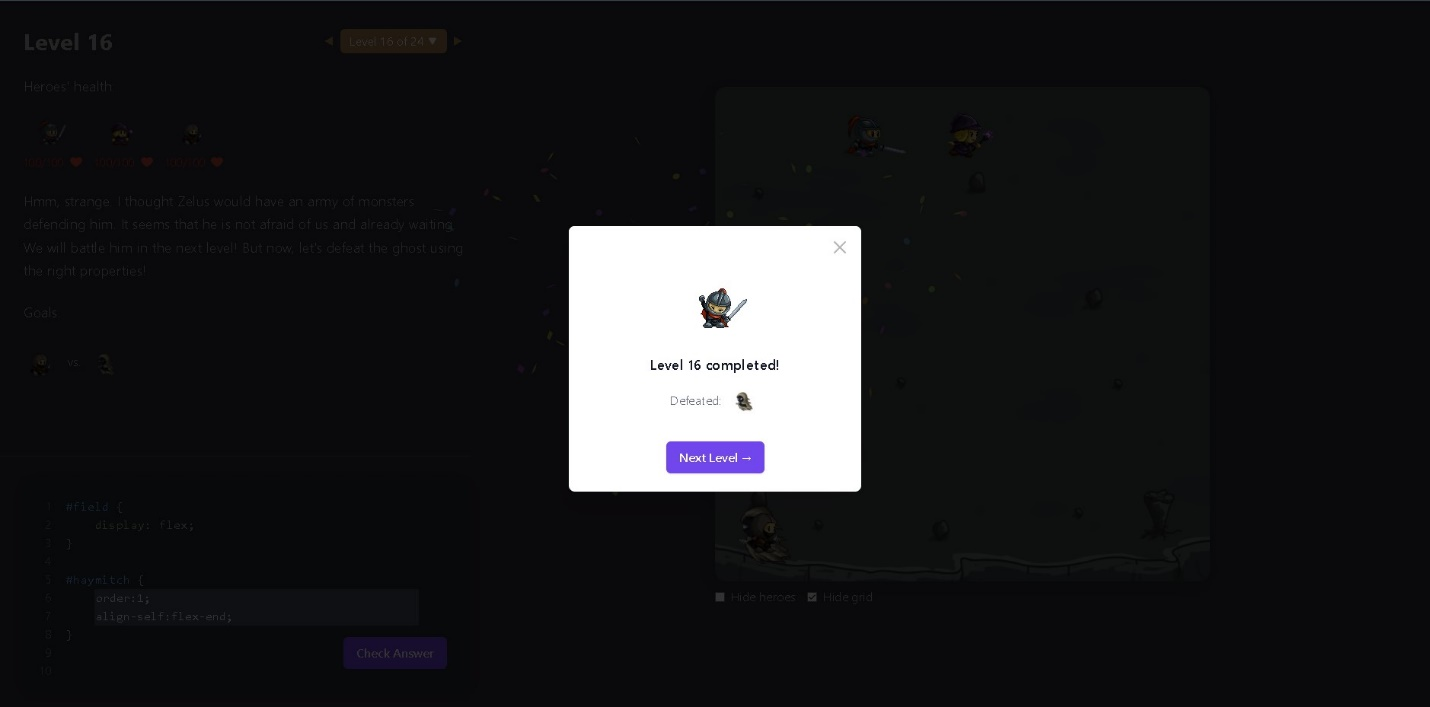 Level 16
Level 16 of 24 ▼
Heroes' health
Hmm, strange. I thought Zelus would have an army of monsters
defending him. It seems that he is not afraid of us and already waiting.
We will battle him in the next level! But now: let's defeat the ghost using
the right properties!
Goals
vs
1 #field {
2 display: flex;
3 }
4
5 #haymitch {
6 order:1;
7 align-self:flex-end;
8 }
9
10
Check Answer
Level 16 completed!
Defeated:
Next Level →
Hide heroes
Hide grid